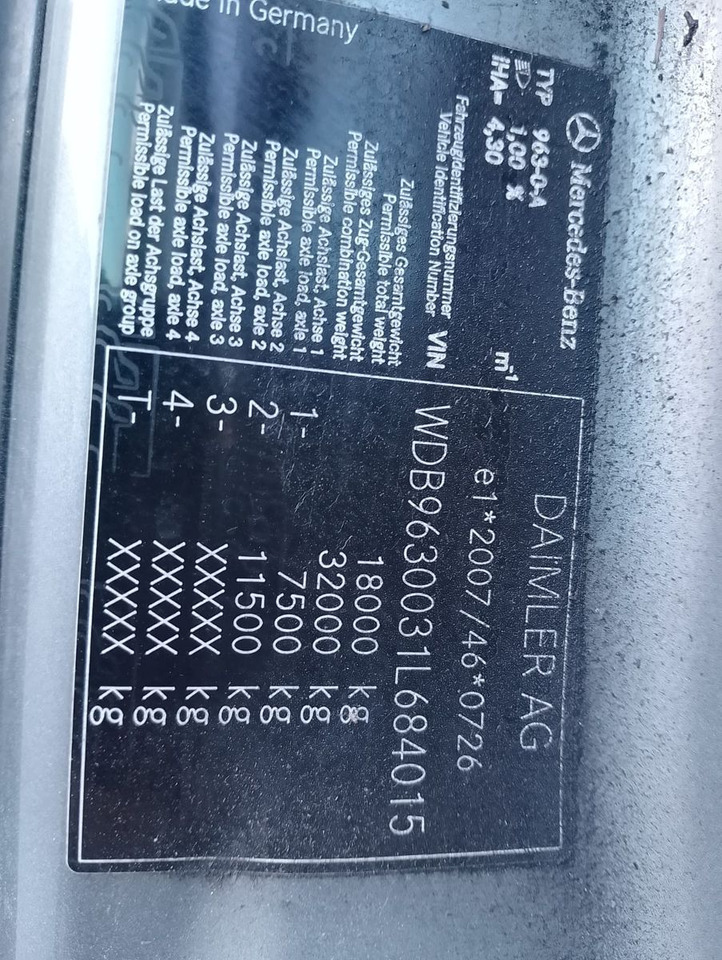 Mercedes-Benz
TYP 963-0-A
1,00 %
iHA= 4,30 m-1
DAIMLER AG
e1*2007/46*0726
Fahrzeugidentifizierungsnummer
Vehicle Identification Number VIN
WDB9630031L684015
Zulässiges Gesamtgewicht
Permissible total weight
18000 kg
Zulässiges Zug-Gesamtgewicht
Permissible combination weight
32000 kg
Zulässige Achslast, Achse 1
Permissible axle load, axle 1
1- 7500 kg
Zulässige Achslast, Achse 2
Permissible axle load, axle 2
2- 11500 kg
Zulässige Achslast, Achse 3
Permissible axle load, axle 3
3- XXXXX kg
Zulässige Achslast, Achse 4
Permissible axle load, axle 4
4- XXXXX kg
Zulässige Last der Achsgruppe
Permissible load on axle group
T- XXXXX kg
in Germany